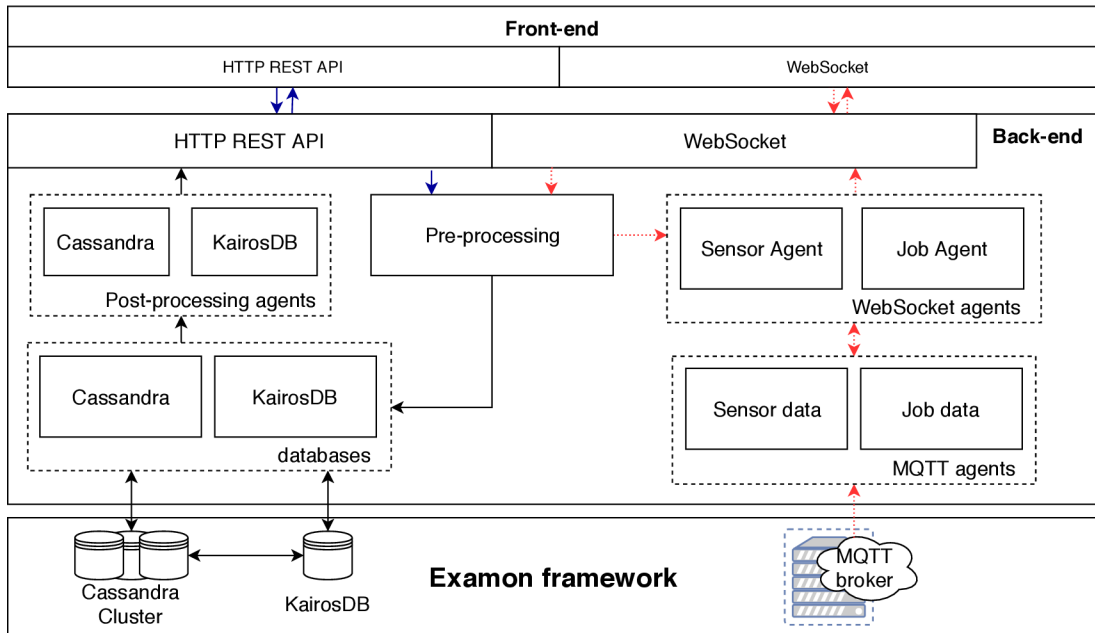 Front-end
HTTP REST API
WebSocket
HTTP REST API
WebSocket
Back-end
Cassandra
KairosDB
Post-processing agents
Pre-processing
Sensor Agent
Job Agent
WebSocket agents
Cassandra
KairosDB
databases
Sensor data
Job data
MQTT agents
Cassandra
Cluster
KairosDB
Examon framework
MQTT
broker